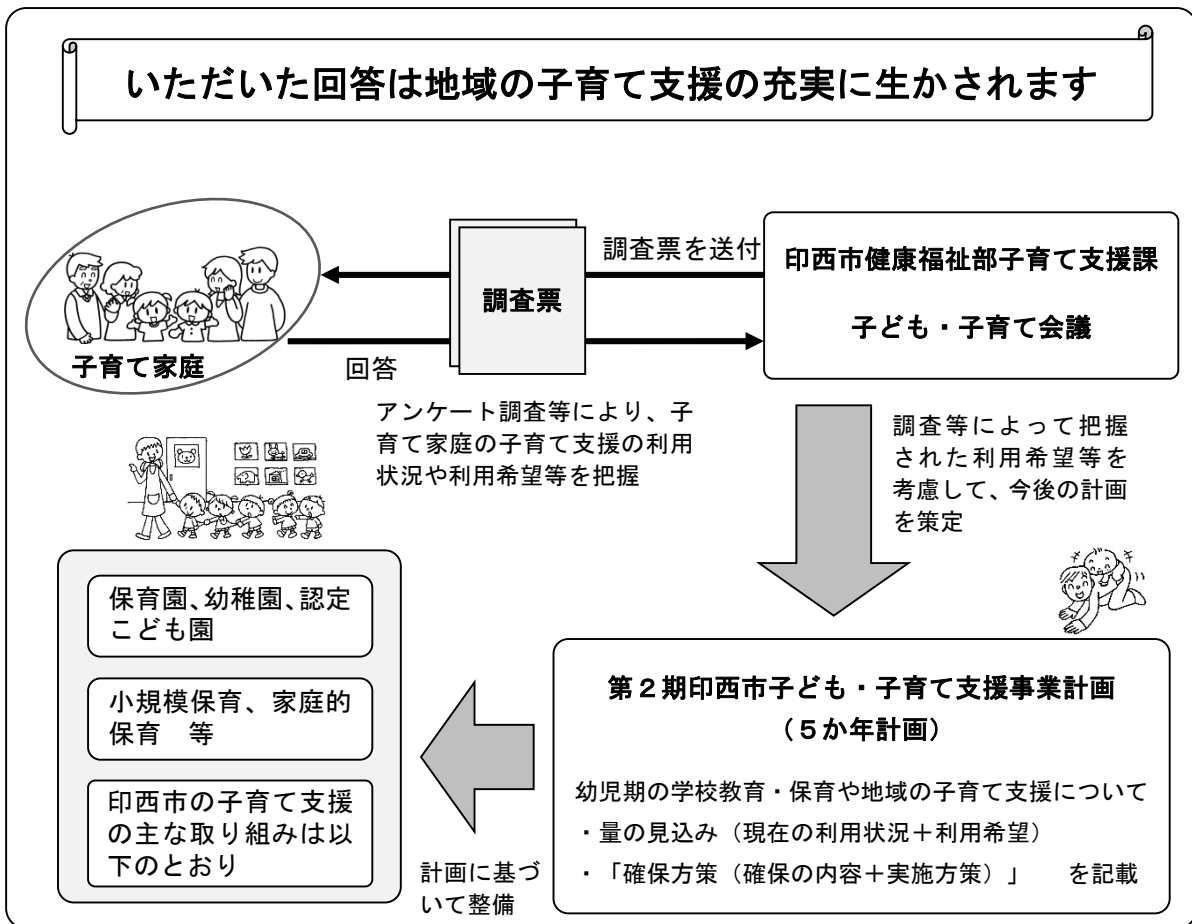 いただいた回答は地域の子育て支援の充実に生かされます
調査票を送付
印西市健康福祉部子育て支援課
子ども・子育て会議
調査票
子育て家庭
回答
アンケート調査等により、子
育て家庭の子育て支援の利用
状況や利用希望等を把握
調査等によって把握
された利用希望等を
考慮して、今後の計画
を策定
保育園、幼稚園、認定
こども園
小規模保育、家庭的
保育　等
印西市の子育て支援
の主な取り組みは以
下のとおり
計画に基づ
いて整備
第２期印西市子ども・子育て支援事業計画
（５か年計画）
幼児期の学校教育・保育や地域の子育て支援について
・量の見込み（現在の利用状況＋利用希望）
・「確保方策（確保の内容＋実施方策）」　　を記載